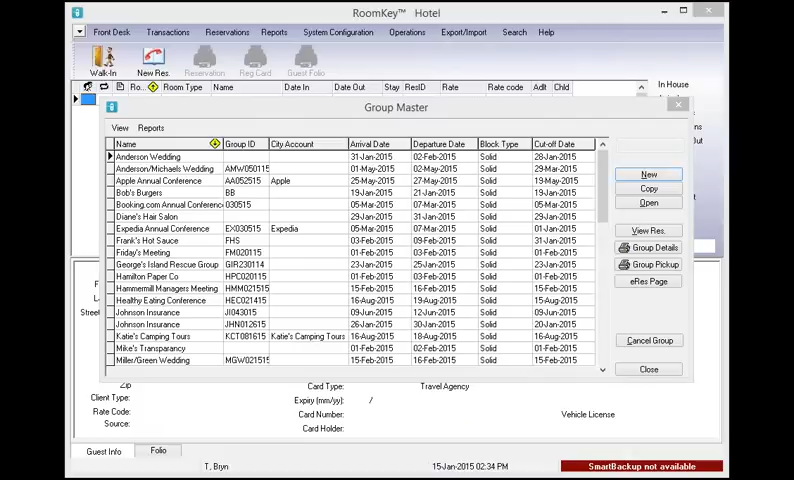 RoomKey™ Hotel
Front Desk Transactions Reservations Reports System Configuration Operations Export/Import Search Help
Walk-In New Res. Reservation Reg Card Guest Folio
Ro... Room Type Name Date In Date Out Stay ResID Rate Rate code Adlt Chld
In House
Group Master
View Reports
Name Group ID City Account Arrival Date Departure Date Block Type Cut-off Date
Anderson Wedding 31-Jan-2015 02-Feb-2015 Solid 28-Jan-2015
Anderson/Michaels Wedding AMW050115 01-May-2015 02-May-2015 Solid 29-Mar-2015
Apple Annual Conference AA052515 Apple 25-May-2015 27-May-2015 Solid 19-May-2015
Bob's Burgers BB 19-Jan-2015 21-Jan-2015 Solid 19-Jan-2015
Booking.com Annual Conference 030515 05-Mar-2015 07-Mar-2015 Solid 05-Mar-2015
Diane's Hair Salon 29-Jan-2015 31-Jan-2015 Solid 29-Jan-2015
Expedia Annual Conference EX030515 Expedia 05-Mar-2015 06-Mar-2015 Solid 05-Mar-2015
Frank's Hot Sauce FHS 03-Feb-2015 09-Feb-2015 Solid 31-Jan-2015
Friday's Meeting FM020115 01-Feb-2015 03-Feb-2015 Solid 01-Feb-2015
George's Island Rescue Group GIR230114 23-Jan-2015 25-Jan-2015 Solid 23-Jan-2015
Hamilton Paper Co HPC020115 01-Feb-2015 03-Feb-2015 Solid 01-Feb-2015
Hammermill Managers Meeting HMM021515 15-Feb-2015 16-Feb-2015 Solid 15-Feb-2015
Healthy Eating Conference HEC021415 16-Aug-2015 19-Aug-2015 Solid 15-Feb-2015
Johnson Insurance JI043015 09-Jun-2015 12-Jun-2015 Solid 09-Jun-2015
Johnson Insurance JHN012615 26-Jan-2015 30-Jan-2015 Solid 20-Jan-2015
Katie's Camping Tours KCT081615 Katie's Camping Tours 16-Aug-2015 18-Aug-2015 Solid 16-Aug-2015
Mike's Transparancy 01-Feb-2015 02-Feb-2015 Solid 01-Feb-2015
Miller/Green Wedding MGW021515 15-Feb-2015 16-Feb-2015 Solid 15-Feb-2015
New
Copy
Open
View Res.
Group Details
Group Pickup
eRes Page
Cancel Group
Close
Street
Zip Card Type: Travel Agency
Client Type: Expiry (mm/yy): /
Rate Code: Card Number: Vehicle License
Source: Card Holder:
Guest Info Folio
T, Bryn 15-Jan-2015 02:34 PM SmartBackup not available